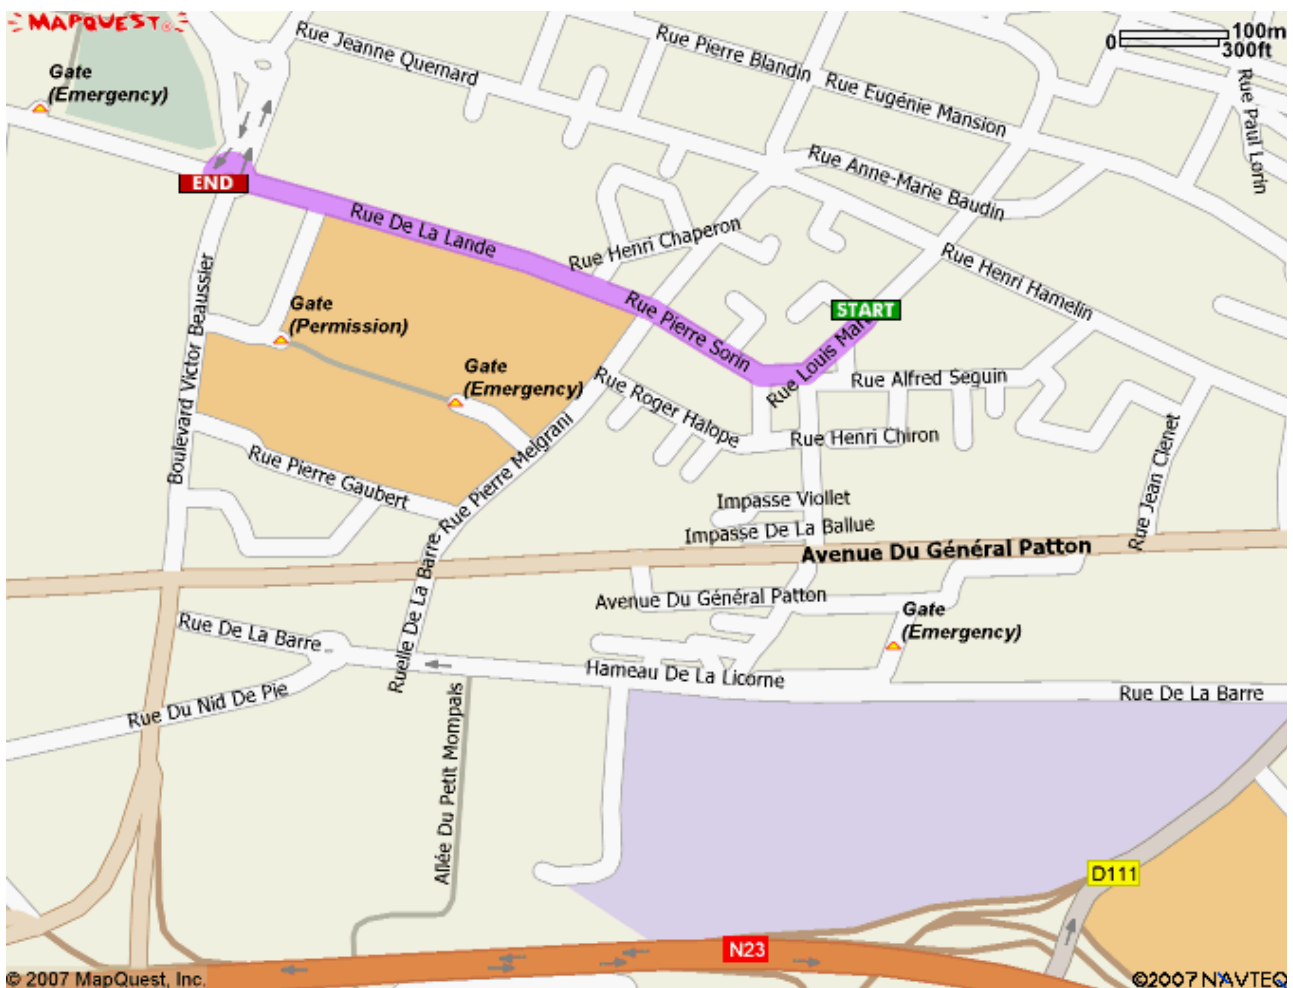 MAPQUEST
Rue Jeanne Quemard
Rue Pierre Blandin
Rue Eugénie Mansion
0
100m
300ft
Rue Paul Lorin
Gate
(Emergency)
Rue Anne-Marie Baudin
END
Rue De La Lande
Rue Henri Chaperon
Rue Henri Hamelin
Boulevard Victor Beaussier
Gate
(Permission)
Rue Pierre Sorin
START
Rue Louis
Gate
(Emergency)
Rue Alfred Seguin
Rue Roger Halope
Rue Henri Chiron
Rue Pierre Melgrani
Rue Pierre Gaubert
Rue Jean Clenet
Impasse Viollet
Impasse De La Ballue
Avenue Du Général Patton
Ruelle De La Barre
Avenue Du Général Patton
Gate
(Emergency)
Rue De La Barre
Hameau De La Licorne
Rue De La Barre
Rue Du Nid De Pie
Allée Du Petit Mompais
D111
N23
© 2007 MapQuest, Inc.
©2007 NAVTEQ